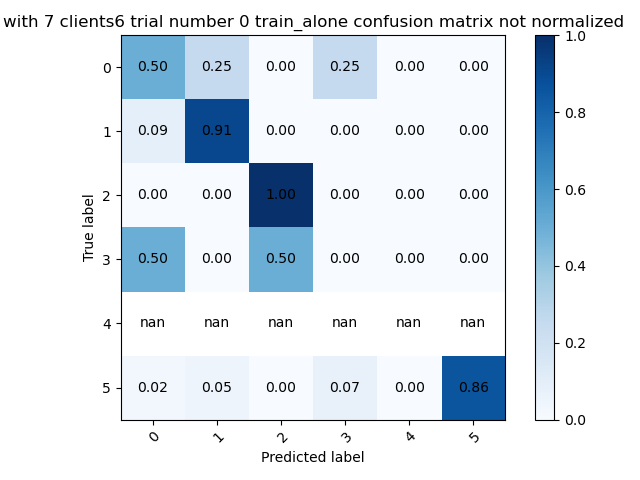 with 7 clients6 trial number 0 train_alone confusion matrix not normalized
0 0.50 0.25 0.00 0.25 0.00 0.00
1 0.09 0.91 0.00 0.00 0.00 0.00
2 0.00 0.00 1.00 0.00 0.00 0.00
3 0.50 0.00 0.50 0.00 0.00 0.00
4 nan nan nan nan nan nan
5 0.02 0.05 0.00 0.07 0.00 0.86
0 1 2 3 4 5
Predicted label
True label
1.0
0.8
0.6
0.4
0.2
0.0